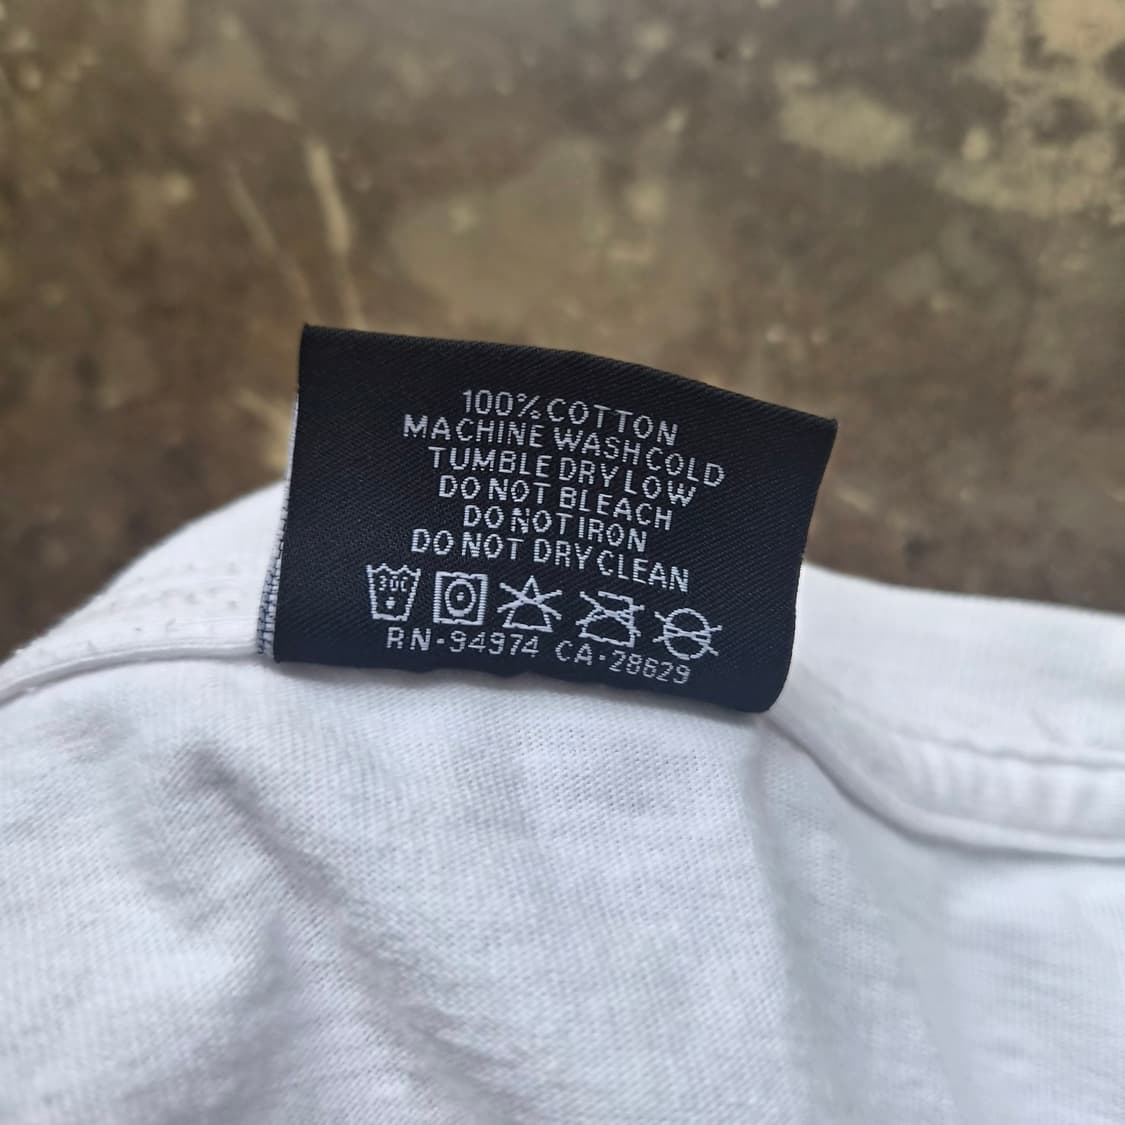 100% COTTON
MACHINE WASH COLD
TUMBLE DRY LOW
DO NOT BLEACH
DO NOT IRON
DO NOT DRY CLEAN
30C
RN-94974 CA-28629